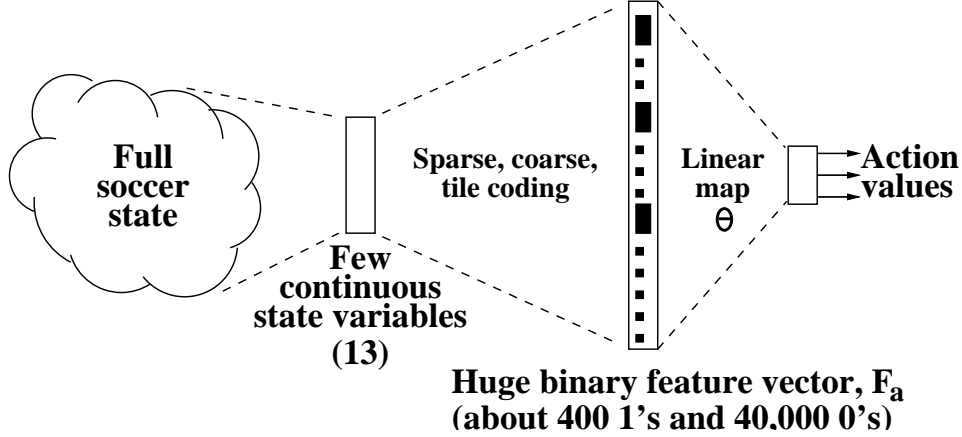 Full
soccer
state
Few
continuous
state variables
(13)
Sparse, coarse,
tile coding
Linear
map
θ
Action
values
Huge binary feature vector, Fa
(about 400 1's and 40,000 0's)